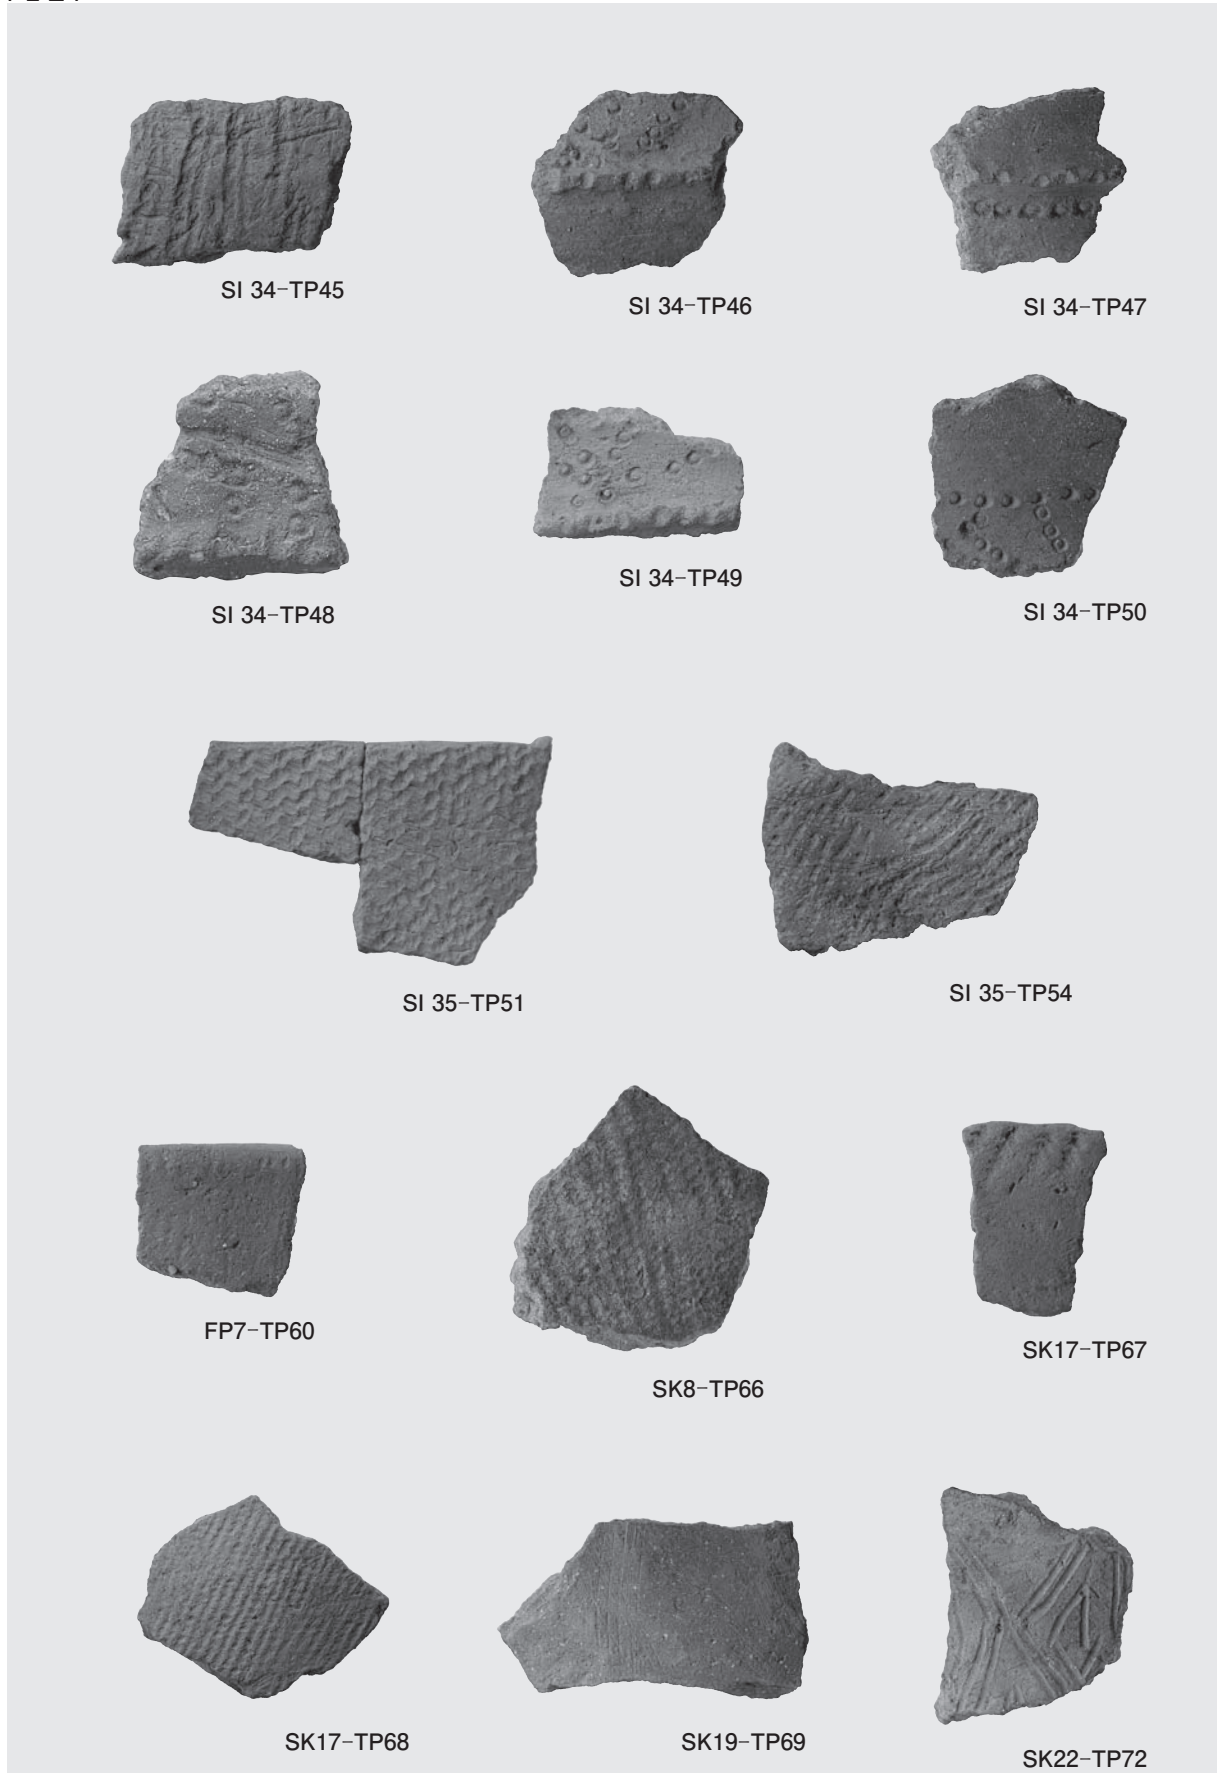 SI 34-TP45
SI 34-TP46
SI 34-TP47
SI 34-TP48
SI 34-TP49
SI 34-TP50
SI 35-TP51
SI 35-TP54
FP7-TP60
SK8-TP66
SK17-TP67
SK17-TP68
SK19-TP69
SK22-TP72